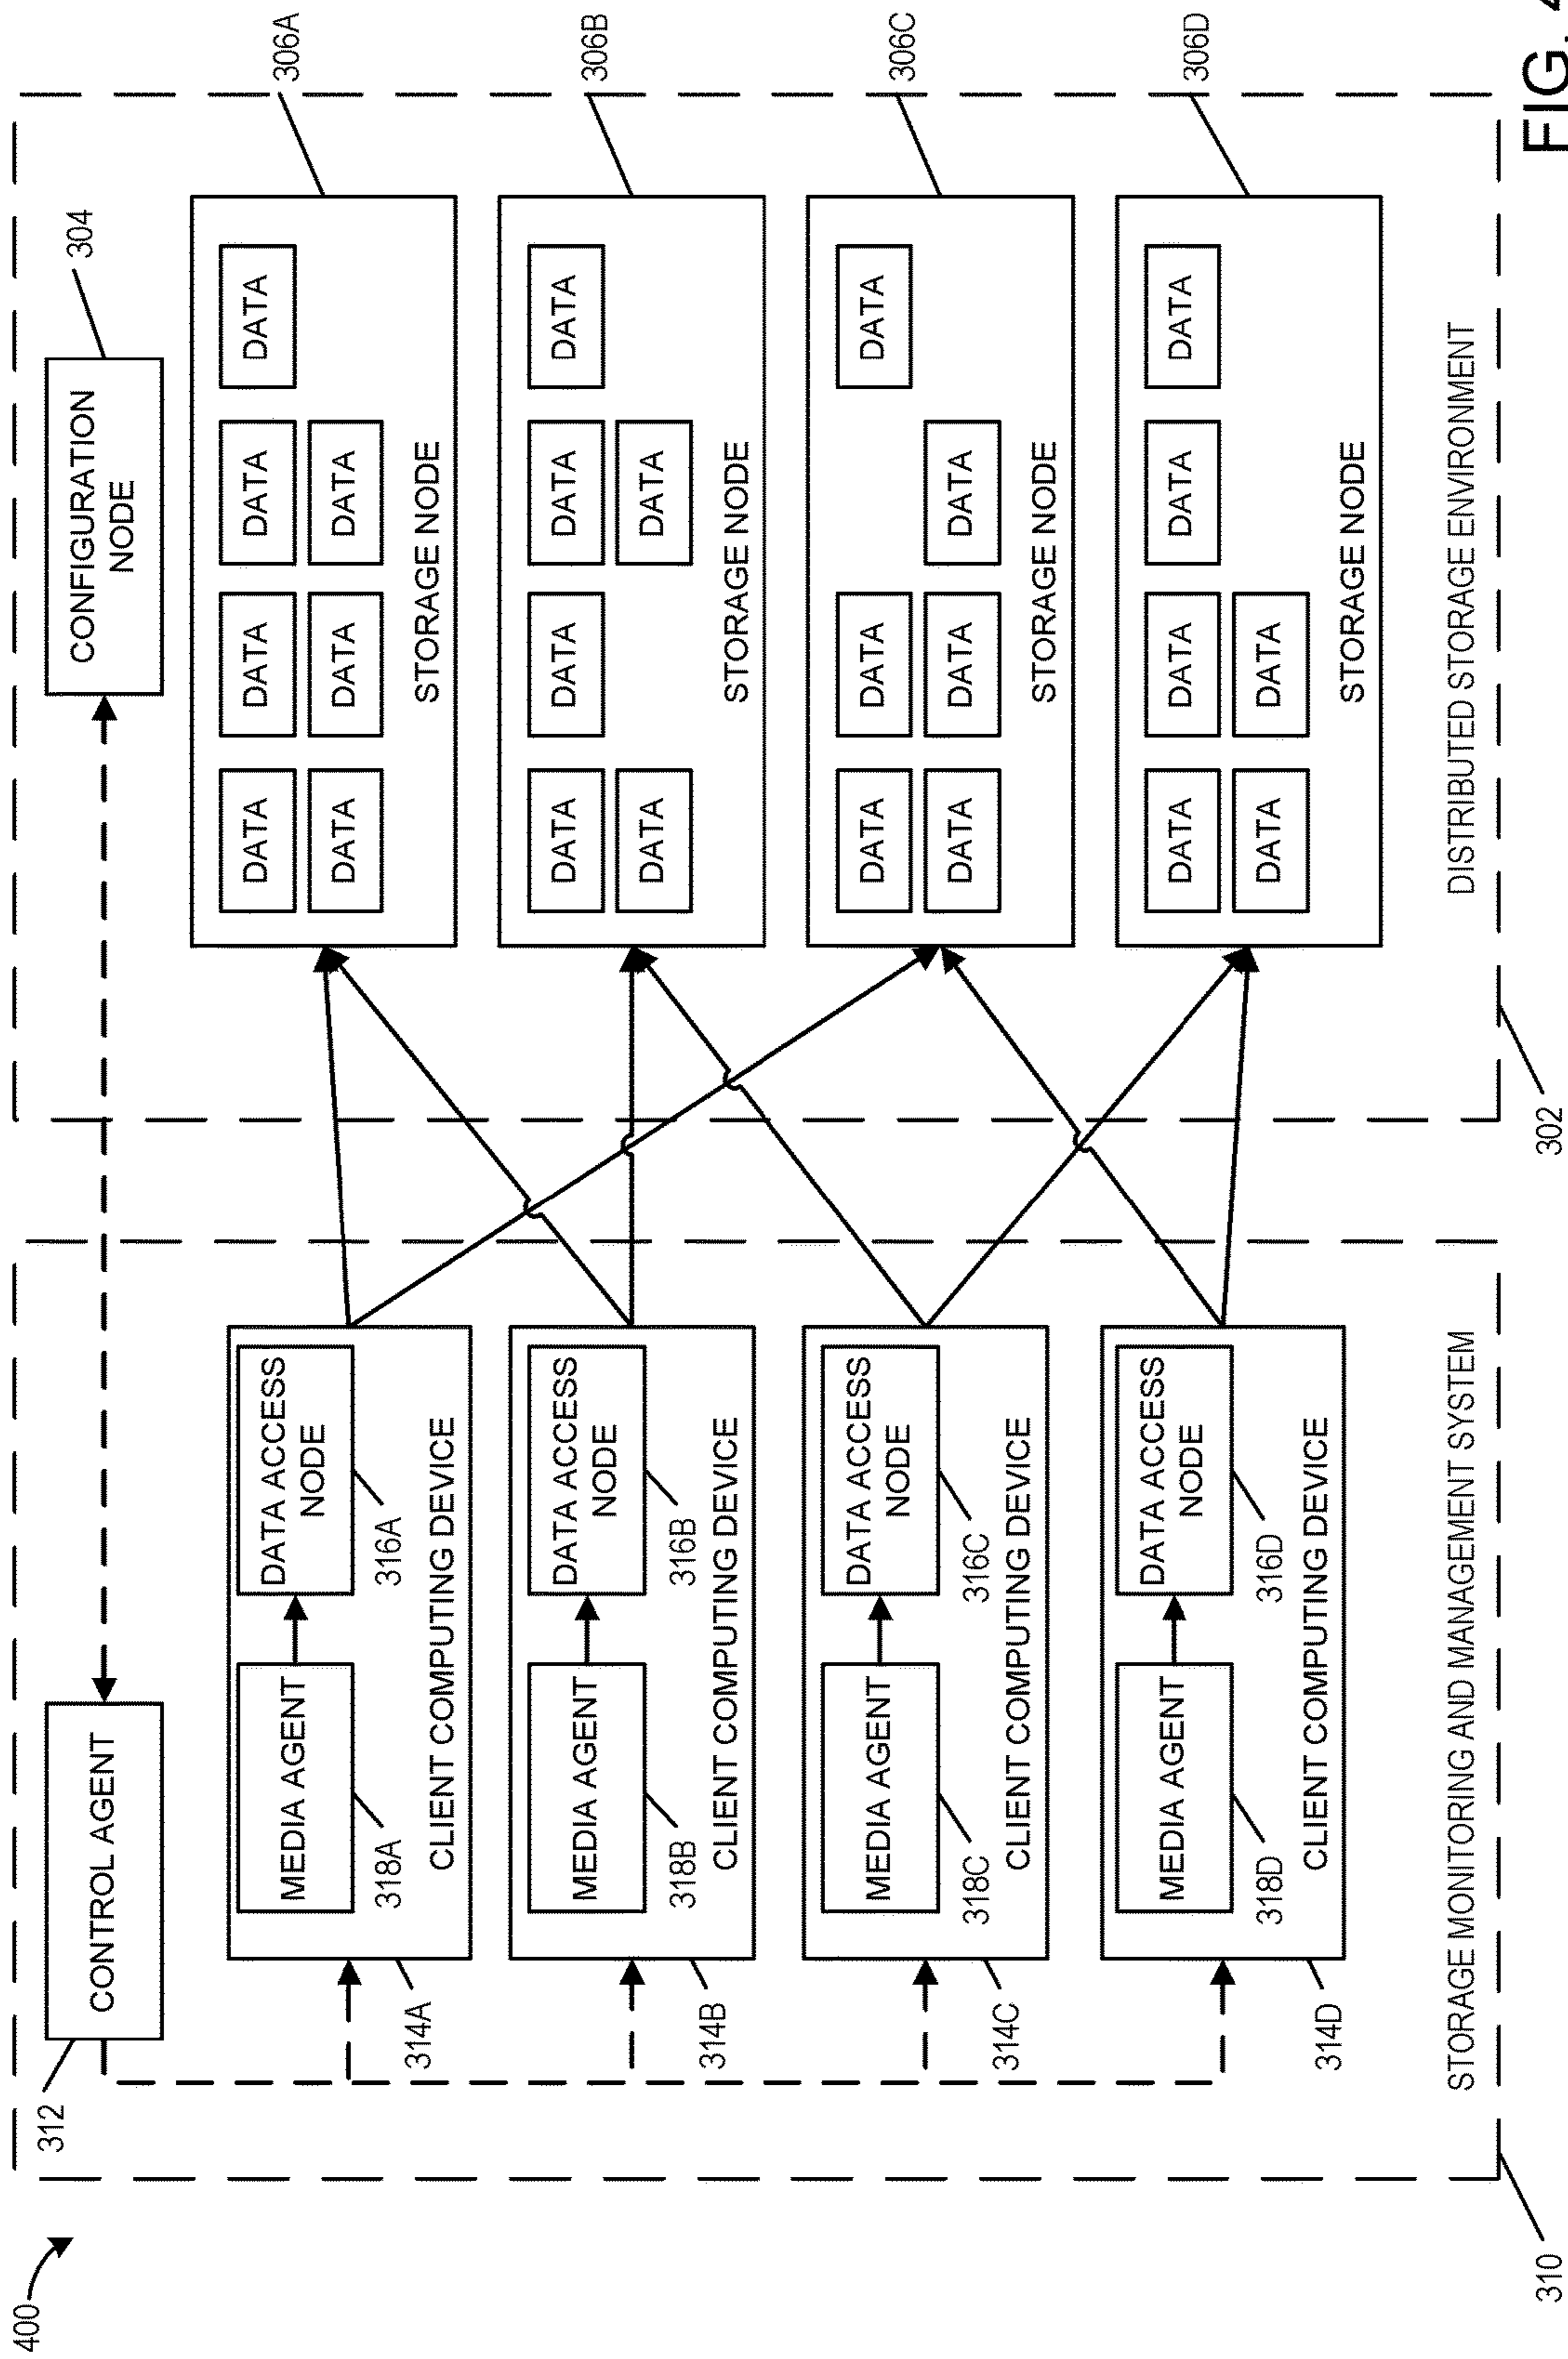 400
312
CONTROL AGENT
CONFIGURATION
NODE
304
314A
MEDIA AGENT
318A
DATA ACCESS
NODE
316A
CLIENT COMPUTING DEVICE
DATA
DATA
DATA
DATA
DATA
DATA
DATA
STORAGE NODE
306A
314B
MEDIA AGENT
318B
DATA ACCESS
NODE
316B
CLIENT COMPUTING DEVICE
DATA
DATA
DATA
DATA
DATA
DATA
STORAGE NODE
306B
314C
MEDIA AGENT
318C
DATA ACCESS
NODE
316C
CLIENT COMPUTING DEVICE
DATA
DATA
DATA
DATA
DATA
DATA
STORAGE NODE
306C
314D
MEDIA AGENT
318D
DATA ACCESS
NODE
316D
CLIENT COMPUTING DEVICE
DATA
DATA
DATA
DATA
DATA
DATA
STORAGE NODE
306D
STORAGE MONITORING AND MANAGEMENT SYSTEM
DISTRIBUTED STORAGE ENVIRONMENT
310
302
FIG. 4